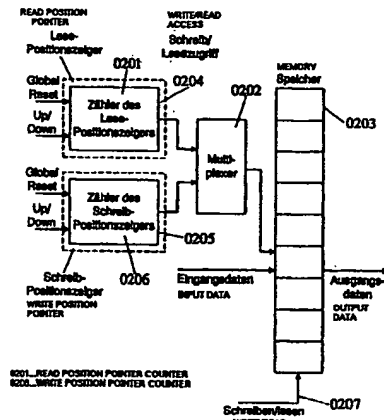 READ POSITION
POINTER
Lese-
Positionszeiger
WRITE/READ
ACCESS
Schreib/
Lesezugriff
0201
0204
0202
MEMORY
Speicher
0203
Global
Reset
Up/
Down
Zähler des
Lese-
Positionszeigers
Multi-
plexer
Global
Reset
Up/
Down
Zähler des
Schreib-
Positionszeigers
0205
0206
Schreib-
Positionszeiger
WRITE POSITION
POINTER
Eingangsdaten
INPUT DATA
Ausgangs-
daten
OUTPUT
DATA
0201...READ POSITION POINTER COUNTER
0206...WRITE POSITION POINTER COUNTER
Schreiben/lesen
0207